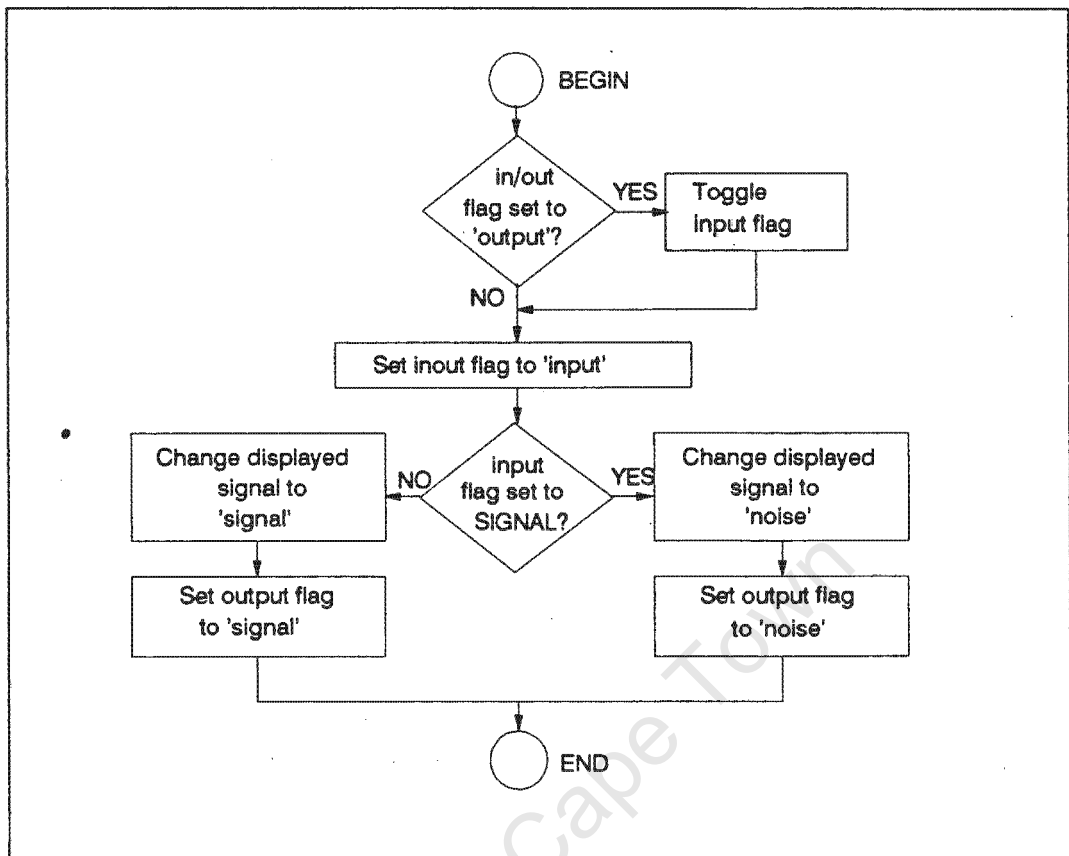 BEGIN
in/out
flag set to
'output'?
YES
Toggle
input flag
NO
Set inout flag to 'input'
Change displayed
signal to
'signal'
NO
input
flag set to
SIGNAL?
YES
Change displayed
signal to
'noise'
Set output flag
to 'signal'
Set output flag
to 'noise'
END
Cape Town